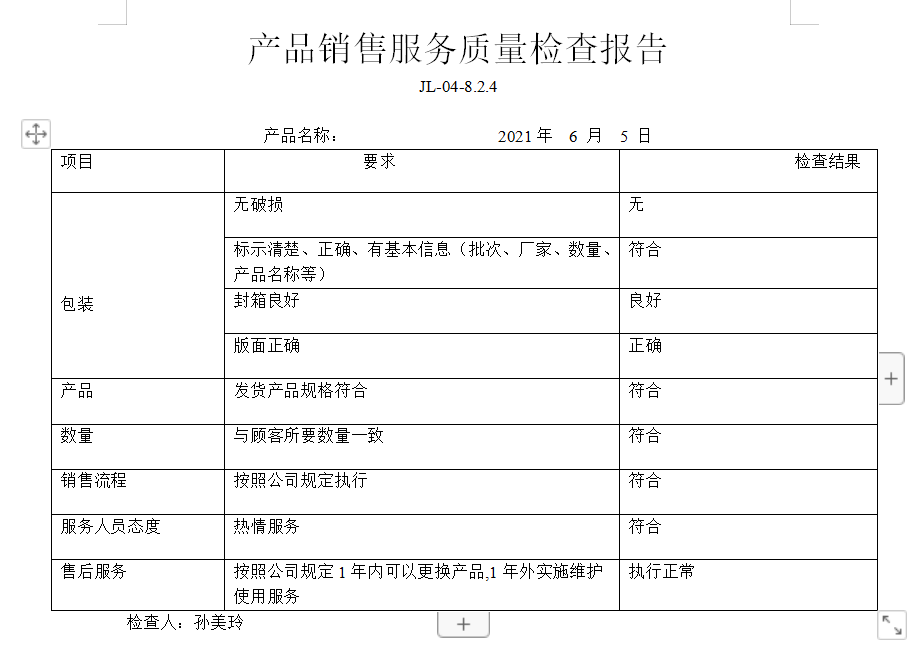 产品销售服务质量检查报告
JL-04-8.2.4
产品名称： 2021年 6 月 5 日
项目 要求 检查结果
包装
无破损 无
标示清楚、正确、有基本信息（批次、厂家、数量、
产品名称等） 符合
封箱良好 良好
版面正确 正确
产品 发货产品规格符合 符合
数量 与顾客所要数量一致 符合
销售流程 按照公司规定执行 符合
服务人员态度 热情服务 符合
售后服务 按照公司规定 1 年内可以更换产品,1 年外实施维护
使用服务 执行正常
检查人：孙美玲